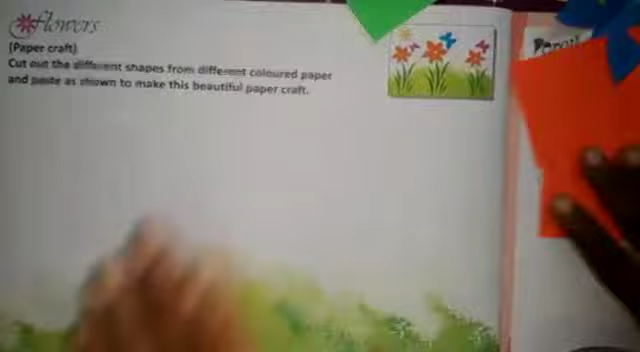 flowers
(Paper craft)
Cut out the different shapes from different coloured paper
and paste as shown to make this beautiful paper craft.